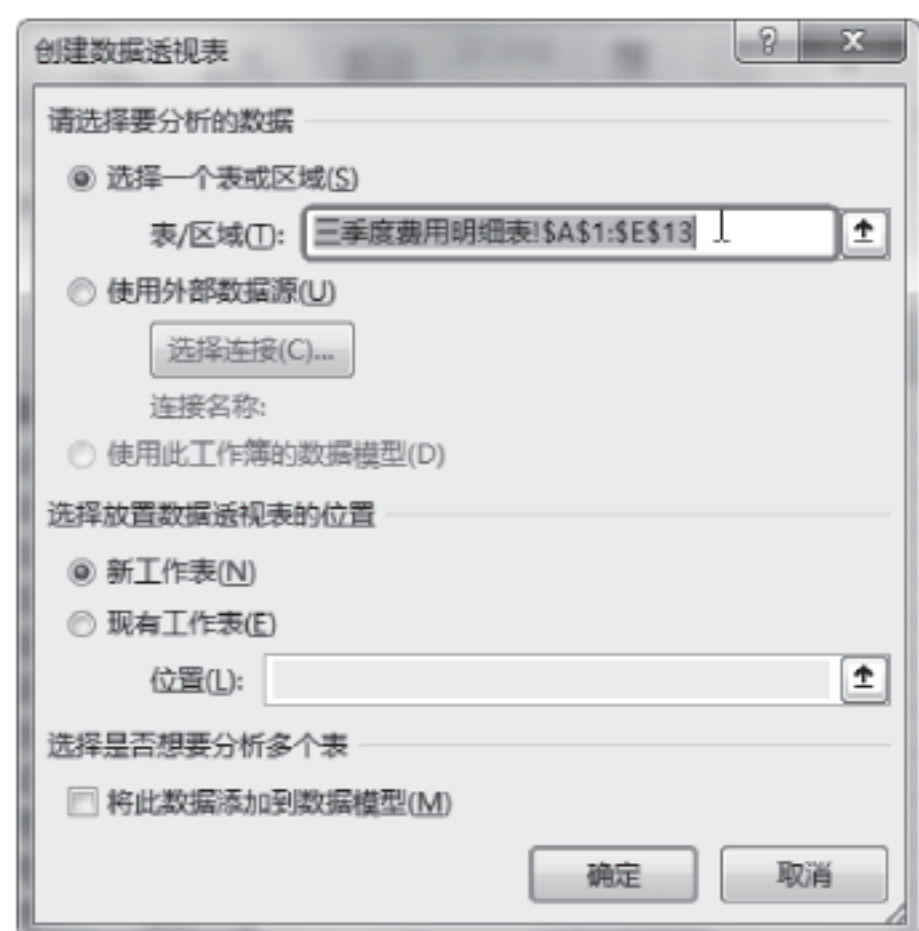 创建数据透视表
请选择要分析的数据
选择一个表或区域(S)
表/区域(T): 三季度费用明细表!$A$1:$E$13
使用外部数据源(U)
选择连接(C)...
连接名称:
使用此工作簿的数据模型(D)
选择放置数据透视表的位置
新工作表(N)
现有工作表(E)
位置(L):
选择是否想要分析多个表
将此数据添加到数据模型(M)
确定 取消